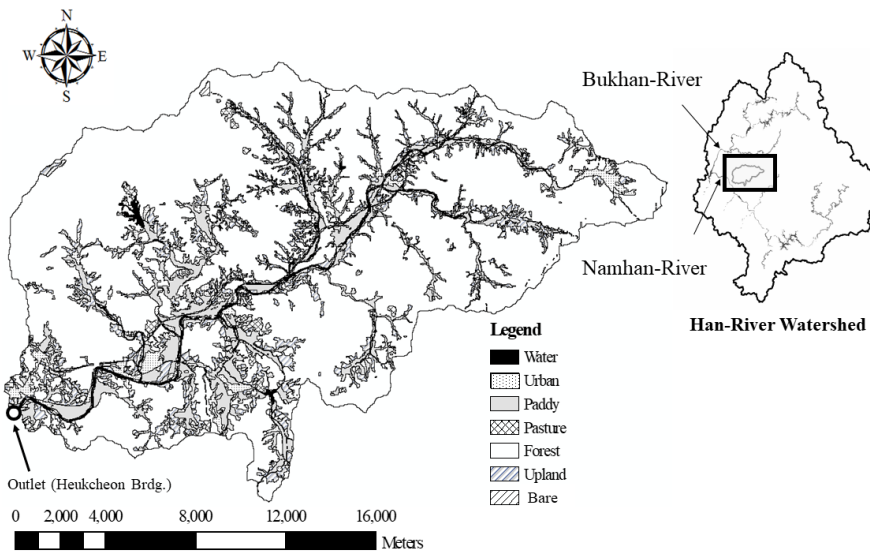 N
W E
S
Bukhan-River
Namhan-River
Han-River Watershed
Legend
Water
Urban
Paddy
Pasture
Forest
Upland
Bare
Outlet (Heukcheon Brdg.)
0 2,000 4,000 8,000 12,000 16,000
Meters